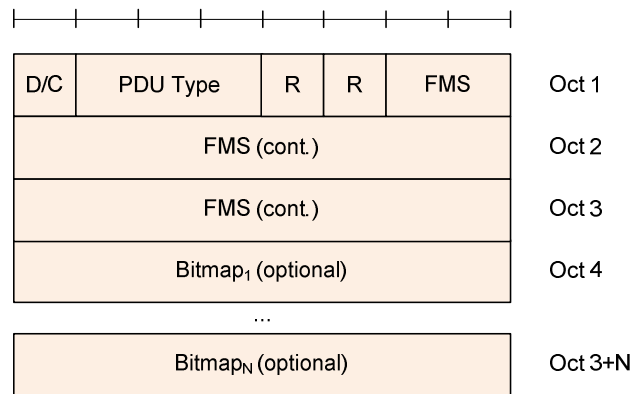 D/C PDU Type R R FMS Oct 1
FMS (cont.) Oct 2
FMS (cont.) Oct 3
Bitmap₁ (optional) Oct 4
...
Bitmap_N (optional) Oct 3+N